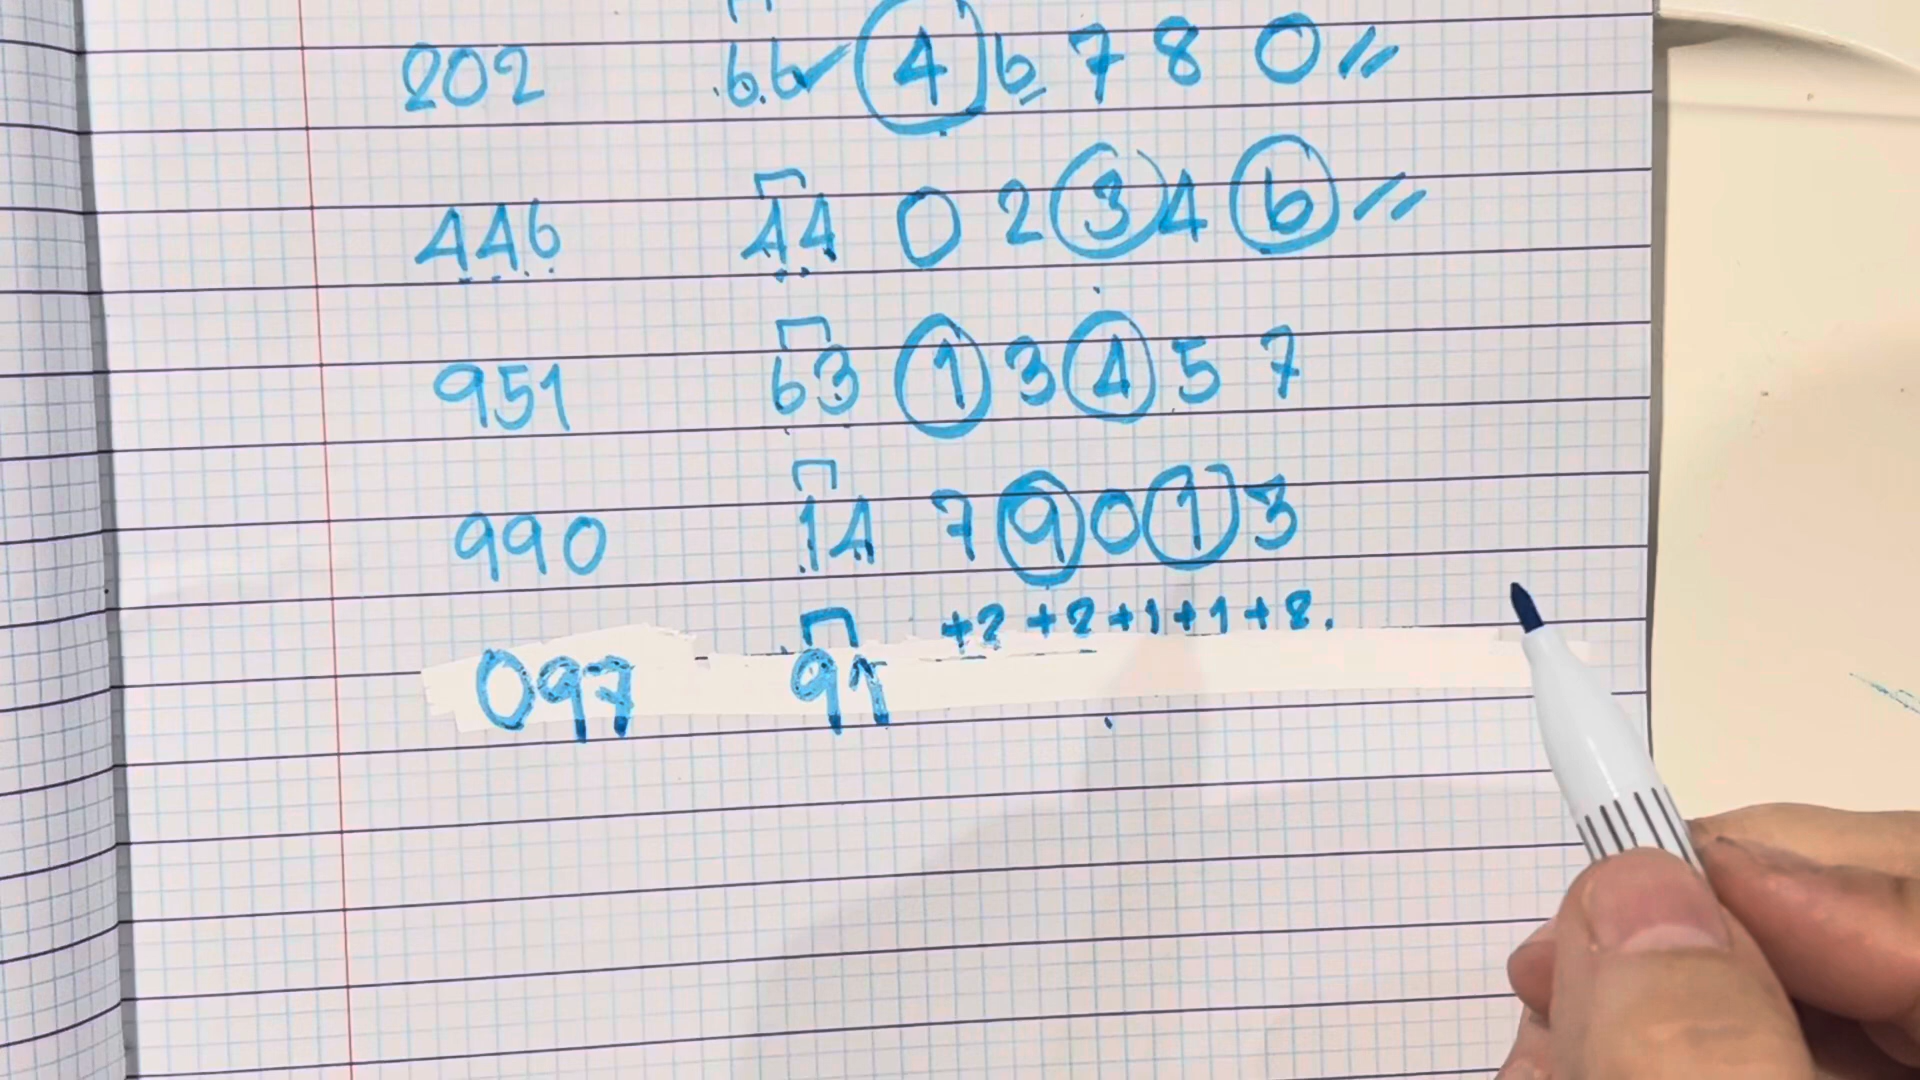 202 66 ✓ 4 6 7 8 0 //
446 44 0 2 3 4 6 //
951 63 1 3 4 5 7
990 14 7 9 0 1 3
+2 +2 +1 +1 +2.
097 91